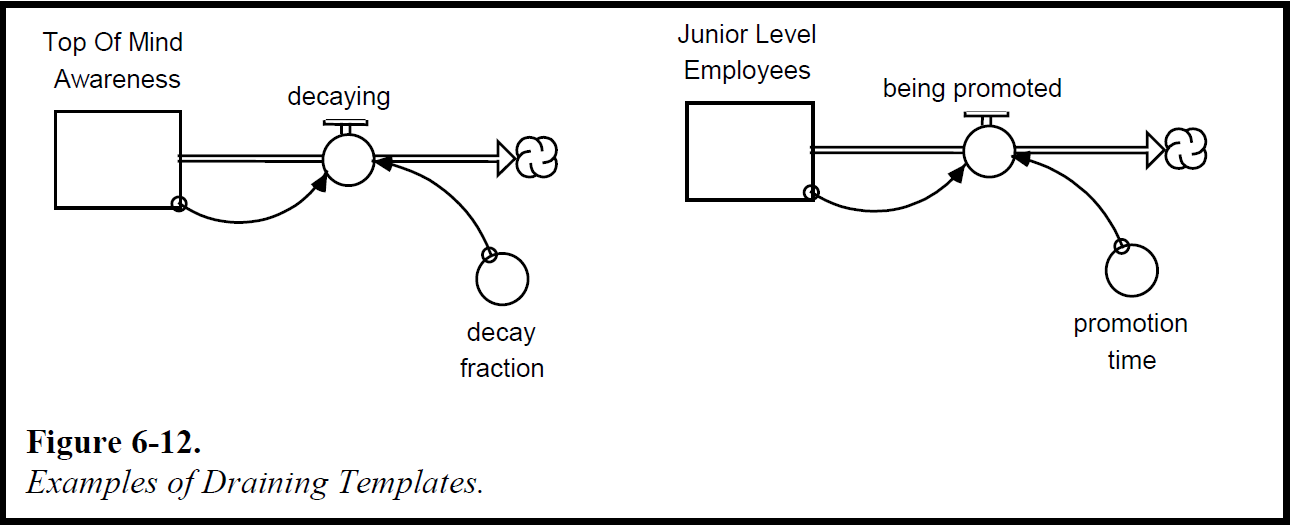 Top Of Mind
Awareness
decaying
decay
fraction
Junior Level
Employees
being promoted
promotion
time
Figure 6-12.
Examples of Draining Templates.